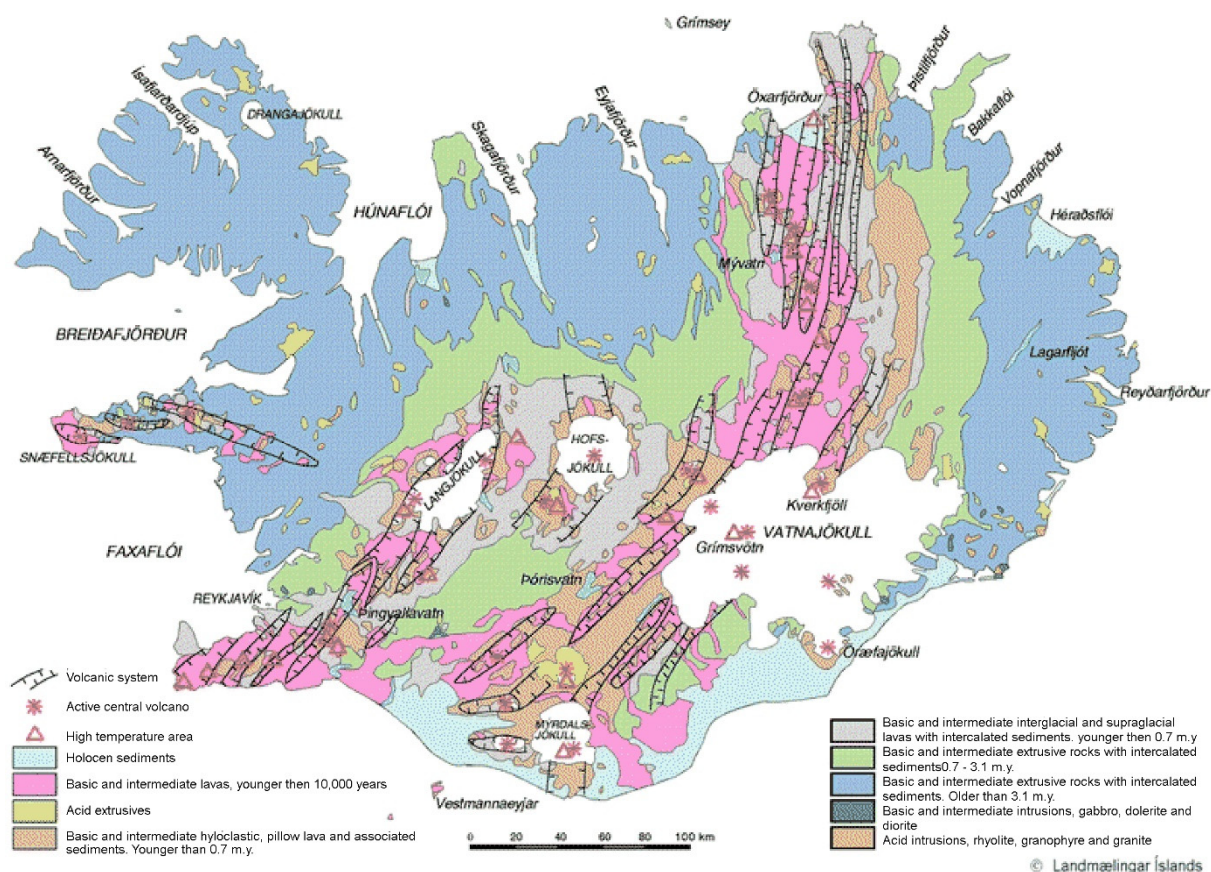 Grímsey
Ísafjarðardjúp
DRANGAJÖKULL
Arnarfjörður
HÚNAFLÓI
Skagafjörður
Eyjafjörður
Öxarfjörður
Þistilfjörður
Bakkaflói
Vopnafjörður
Héraðsflói
Mývatn
BREIÐAFJÖRÐUR
Lagarfljót
Reyðarfjörður
SNÆFELLSJÖKULL
LANGJÖKULL
HOFS-
JÖKULL
Kverkfjöll
VATNAJÖKULL
Grímsvötn
FAXAFLÓI
Þórisvatn
REYKJAVÍK
Þingvallavatn
Öræfajökull
MÝRDALS-
JÖKULL
Vestmannaeyjar
Volcanic system
Active central volcano
High temperature area
Holocen sediments
Basic and intermediate lavas, younger then 10,000 years
Acid extrusives
Basic and intermediate hyloclastic, pillow lava and associated
sediments. Younger than 0.7 m.y.
0 20 40 60 80 100 km
Basic and intermediate interglacial and supraglacial
lavas with intercalated sediments. younger then 0.7 m.y
Basic and intermediate extrusive rocks with intercalated
sediments0.7 - 3.1 m.y.
Basic and intermediate extrusive rocks with intercalated
sediments. Older than 3.1 m.y.
Basic and intermediate intrusions, gabbro, dolerite and
diorite
Acid intrusions, rhyolite, granophyre and granite
© Landmælingar Íslands